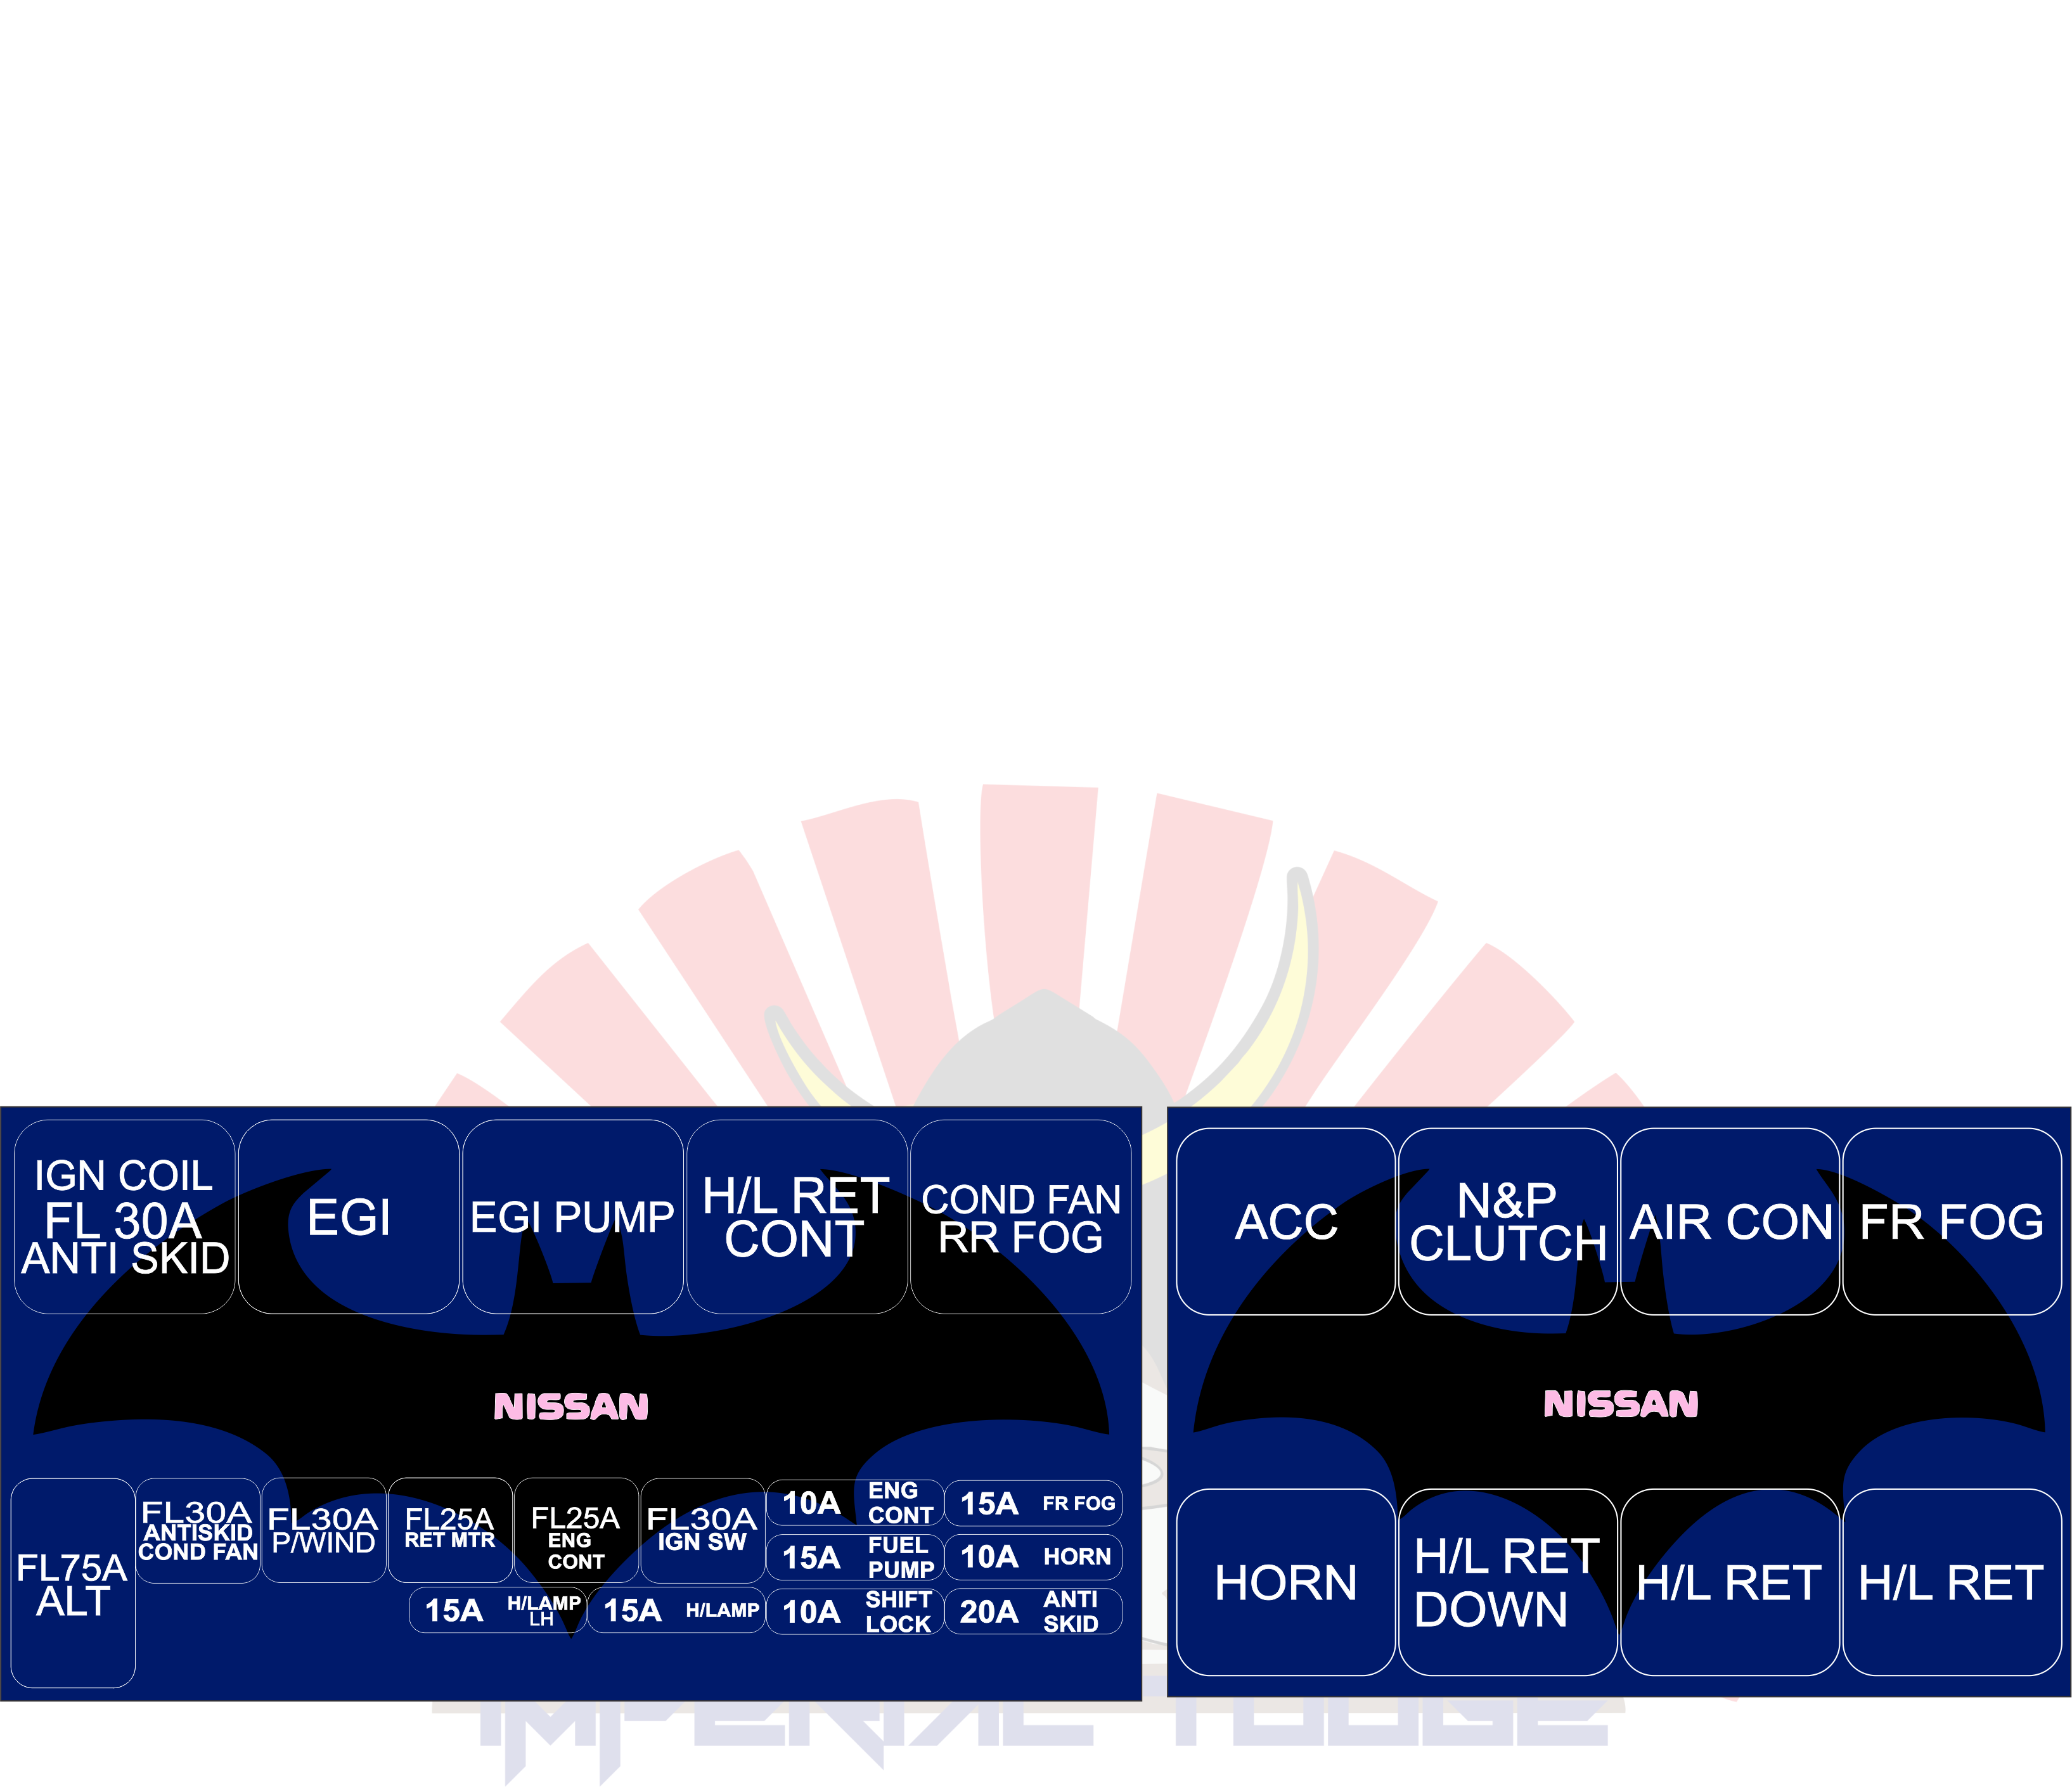 IGN COIL
FL 30A
ANTI SKID
EGI
EGI PUMP
H/L RET
CONT
COND FAN
RR FOG
NISSAN
FL75A
ALT
FL30A
ANTISKID
COND FAN
FL30A
P/WIND
FL25A
RET MTR
FL25A
ENG
CONT
FL30A
IGN SW
10A ENG
CONT
15A FR FOG
15A FUEL
PUMP
10A HORN
15A H/LAMP
LH
15A H/LAMP
10A SHIFT
LOCK
20A ANTI
SKID
ACC
N&P
CLUTCH
AIR CON
FR FOG
NISSAN
HORN
H/L RET
DOWN
H/L RET
H/L RET
IMPERIAL TOUGE